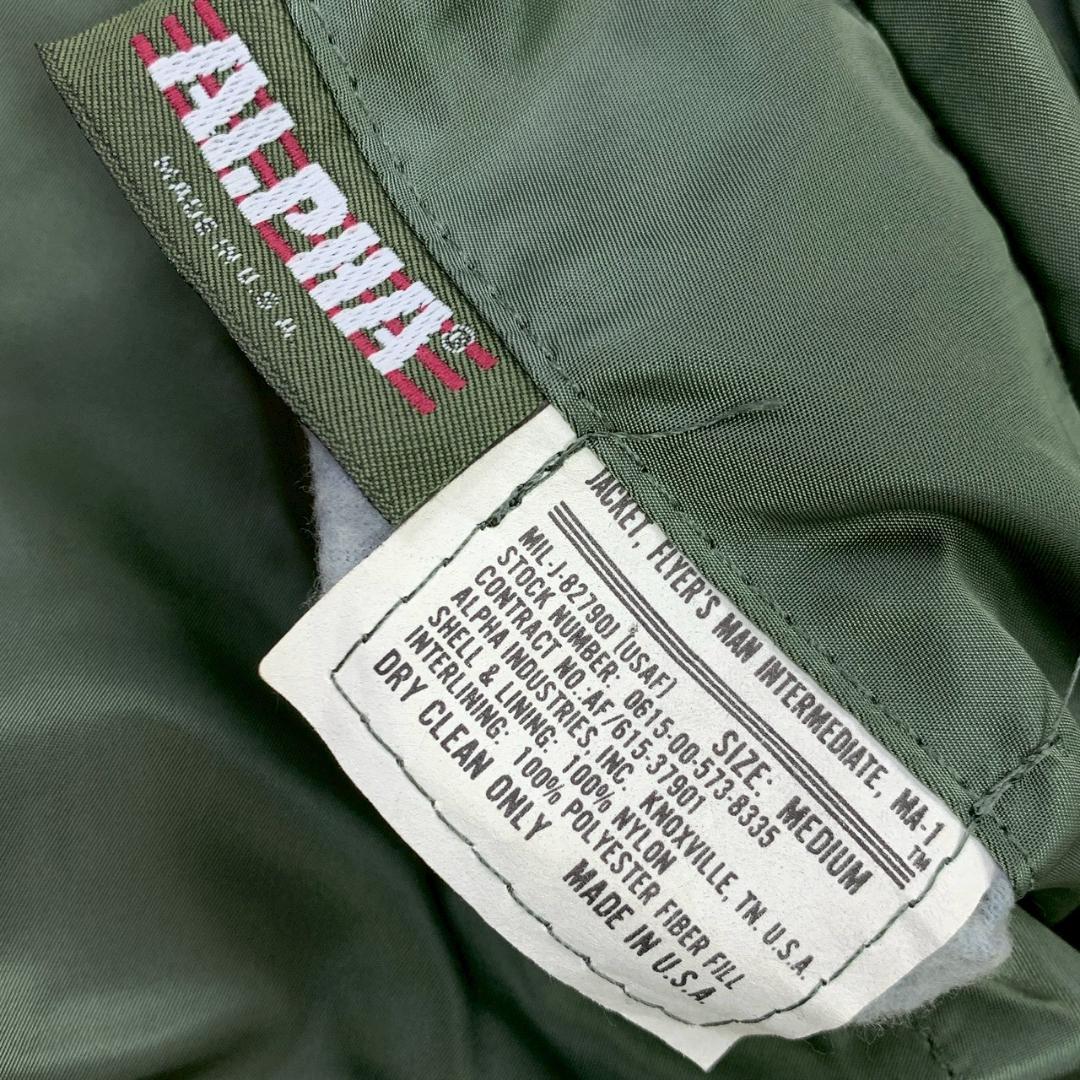 ALPHA®
MADE IN U.S.A
JACKET, FLYER'S MAN INTERMEDIATE, MA-1™
SIZE: MEDIUM
MIL-J-82790J (USAF)
STOCK NUMBER: 0615-00-573-8335
CONTRACT NO..AF/615-37901
ALPHA INDUSTRIES, INC. KNOXVILLE, TN. U.S.A.
SHELL & LINING: 100% NYLON
INTERLINING: 100% POLYESTER FIBER FILL
DRY CLEAN ONLY MADE IN U.S.A.